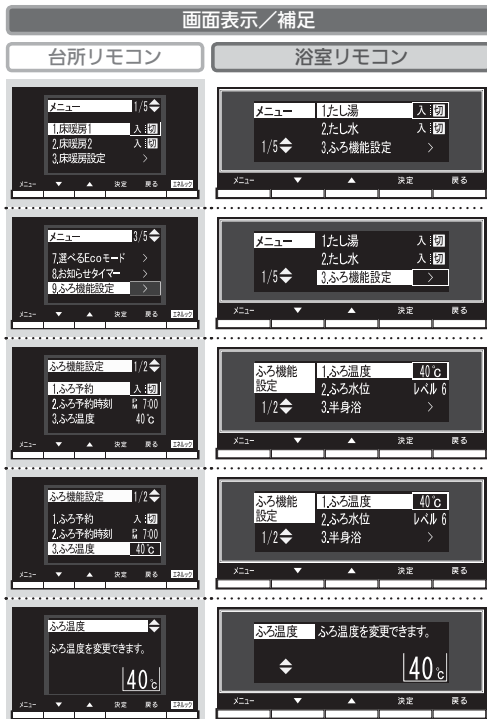 画面表示／補足
台所リモコン
浴室リモコン
メニュー 1/5
1.床暖房1 入 切
2.床暖房2 入 切
3.床暖房設定 >
メニュー ▼ ▲ 決定 戻る エネルック
メニュー 1.たし湯 入 切
2.たし水 入 切
1/5 3.ふろ機能設定 >
メニュー ▼ ▲ 決定 戻る
メニュー 3/5
7.選べるEcoモード >
8.お知らせタイマー >
9.ふろ機能設定 >
メニュー ▼ ▲ 決定 戻る エネルック
メニュー 1.たし湯 入 切
2.たし水 入 切
1/5 3.ふろ機能設定 >
メニュー ▼ ▲ 決定 戻る
ふろ機能設定 1/2
1.ふろ予約 入 切
2.ふろ予約時刻 PM 7:00
3.ふろ温度 40℃
メニュー ▼ ▲ 決定 戻る エネルック
ふろ機能 1.ふろ温度 40℃
設定 2.ふろ水位 レベル 6
1/2 3.半身浴 >
メニュー ▼ ▲ 決定 戻る
ふろ機能設定 1/2
1.ふろ予約 入 切
2.ふろ予約時刻 PM 7:00
3.ふろ温度 40℃
メニュー ▼ ▲ 決定 戻る エネルック
ふろ機能 1.ふろ温度 40℃
設定 2.ふろ水位 レベル 6
1/2 3.半身浴 >
メニュー ▼ ▲ 決定 戻る
ふろ温度
ふろ温度を変更できます。
40℃
メニュー ▼ ▲ 決定 戻る エネルック
ふろ温度 ふろ温度を変更できます。
40℃
メニュー ▼ ▲ 決定 戻る